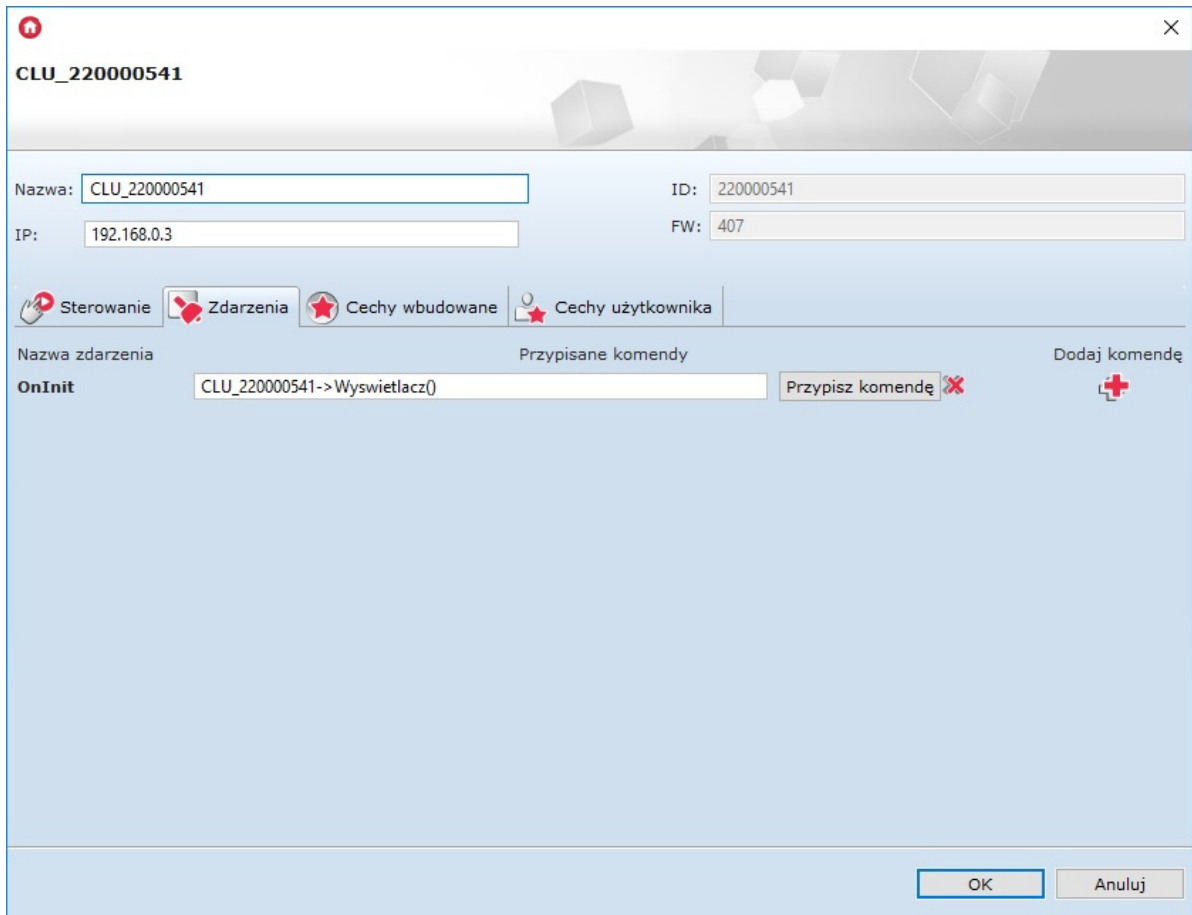 CLU_220000541
Nazwa: CLU_220000541 ID: 220000541
IP: 192.168.0.3 FW: 407
Sterowanie Zdarzenia Cechy wbudowane Cechy użytkownika
Nazwa zdarzenia Przypisane komendy Dodaj komendę
OnInit CLU_220000541->Wyswietlacz() Przypisz komendę
OK Anuluj